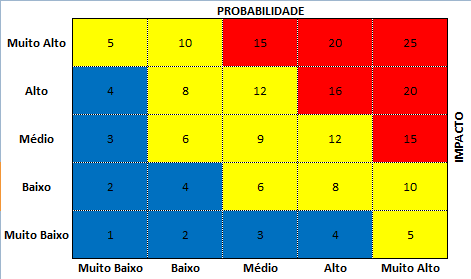 PROBABILIDADE
Muito Alto 5 10 15 20 25
Alto 4 8 12 16 20
Médio 3 6 9 12 15
Baixo 2 4 6 8 10
Muito Baixo 1 2 3 4 5
Muito Baixo Baixo Médio Alto Muito Alto
IMPACTO